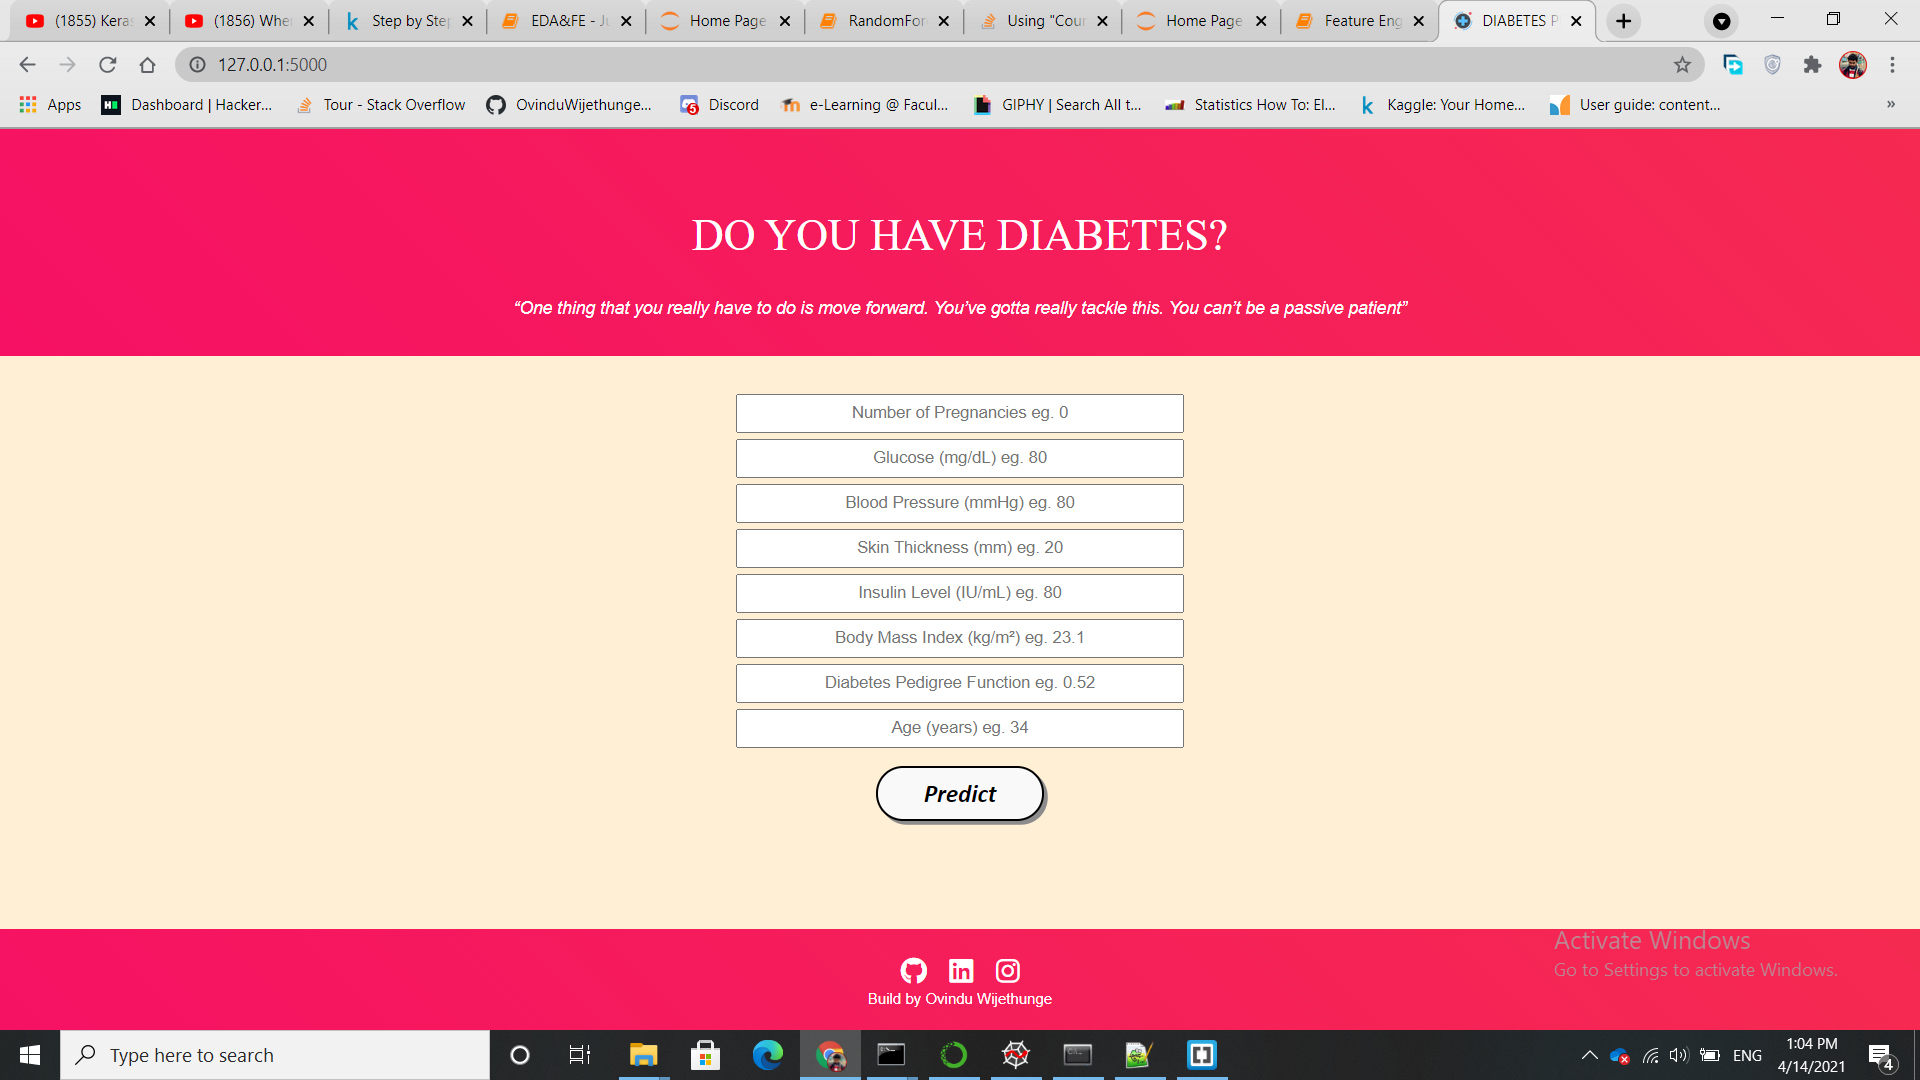 (1855) Keras
(1856) Whe
Step by Step
EDA&FE - Ju
Home Page
RandomFor
Using "Cour
Home Page
Feature Eng
DIABETES P
127.0.0.1:5000
Apps
Dashboard | Hacker...
Tour - Stack Overflow
OvinduWijethunge...
Discord
e-Learning @ Facul...
GIPHY | Search All t...
Statistics How To: El...
Kaggle: Your Home...
User guide: content...
»
DO YOU HAVE DIABETES?
“One thing that you really have to do is move forward. You’ve gotta really tackle this. You can’t be a passive patient”
Number of Pregnancies eg. 0
Glucose (mg/dL) eg. 80
Blood Pressure (mmHg) eg. 80
Skin Thickness (mm) eg. 20
Insulin Level (IU/mL) eg. 80
Body Mass Index (kg/m²) eg. 23.1
Diabetes Pedigree Function eg. 0.52
Age (years) eg. 34
Predict
Activate Windows
Go to Settings to activate Windows.
Build by Ovindu Wijethunge
Type here to search
ENG
1:04 PM
4/14/2021
4